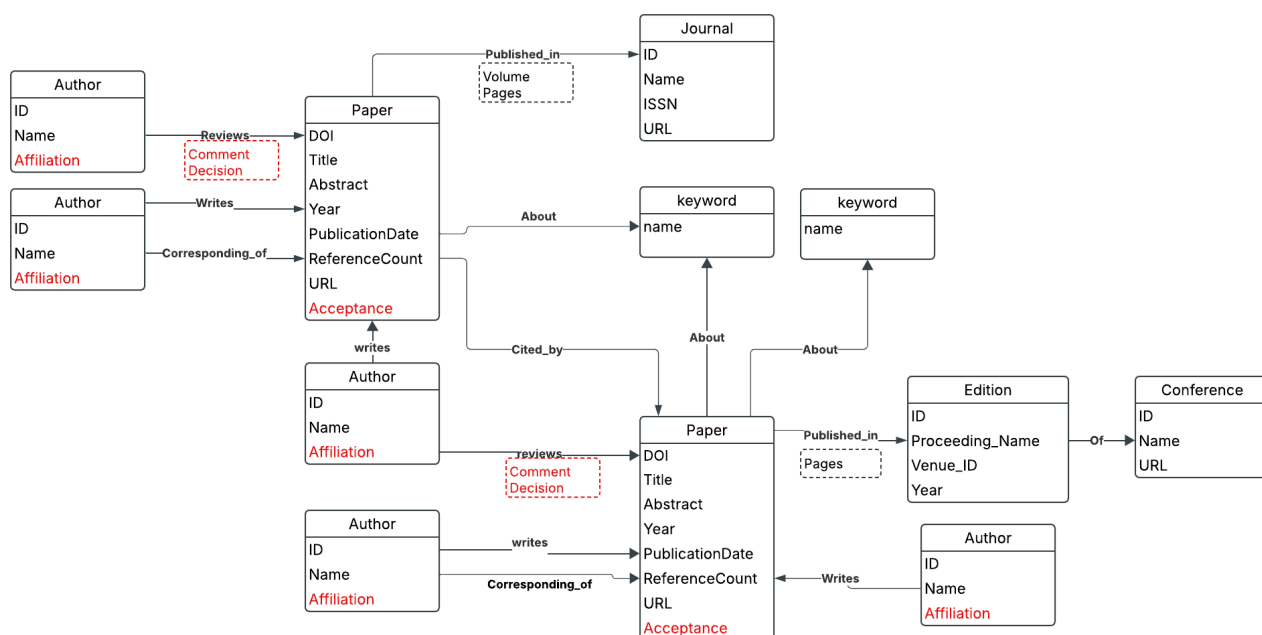 Journal
ID
Name
ISSN
URL
Published_in
Volume
Pages
Author
ID
Name
Affiliation
Reviews
Comment
Decision
Paper
DOI
Title
Abstract
Year
PublicationDate
ReferenceCount
URL
Acceptance
Author
ID
Name
Affiliation
Writes
Corresponding_of
About
keyword
name
keyword
name
About
About
Cited_by
writes
Author
ID
Name
Affiliation
reviews
Comment
Decision
Paper
DOI
Title
Abstract
Year
PublicationDate
ReferenceCount
URL
Acceptance
Published_in
Pages
Edition
ID
Proceeding_Name
Venue_ID
Year
Of
Conference
ID
Name
URL
Author
ID
Name
Affiliation
writes
Corresponding_of
Writes
Author
ID
Name
Affiliation